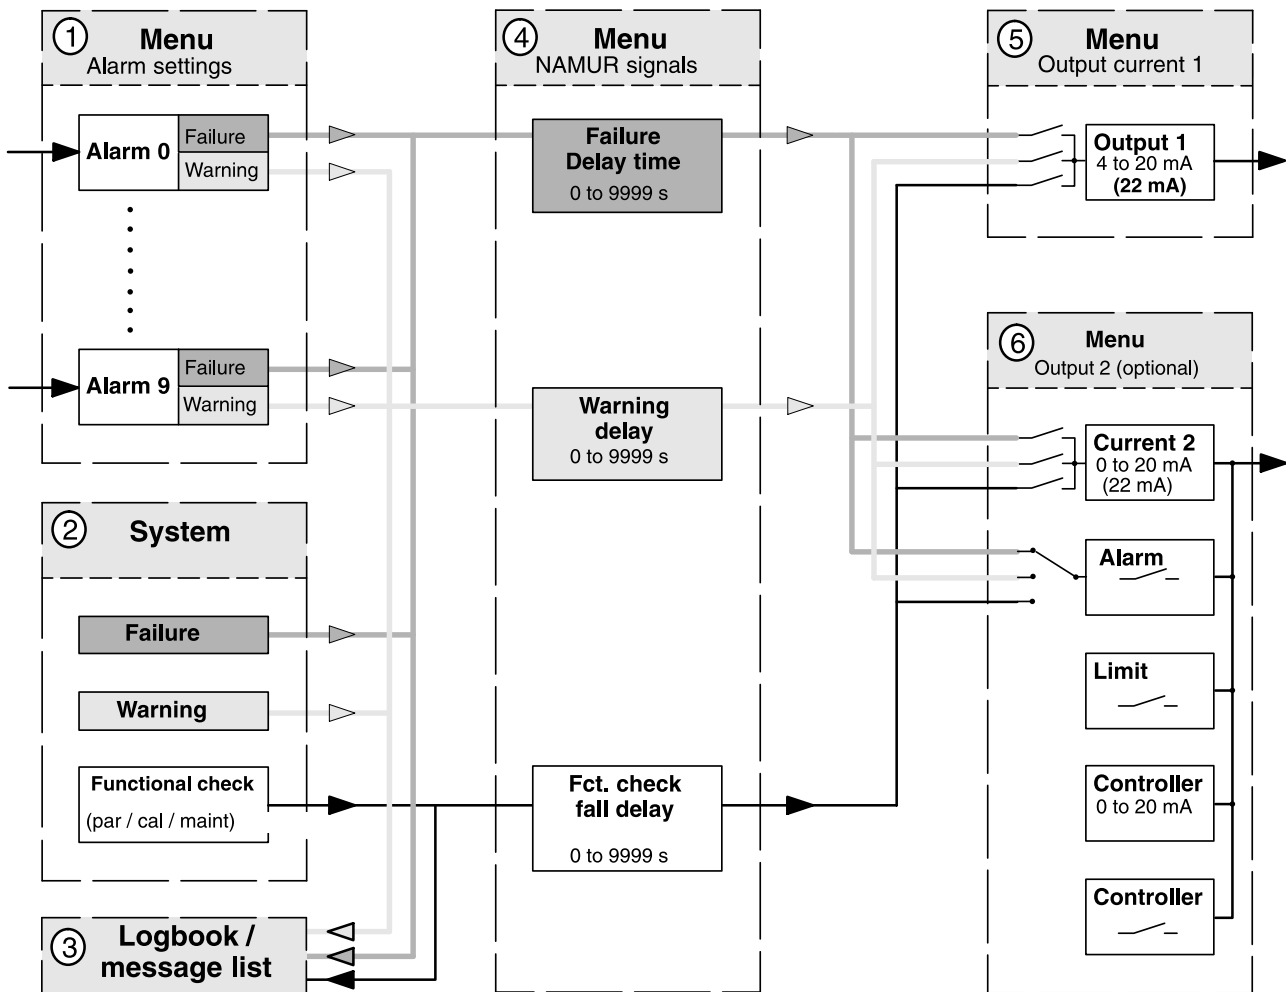 1
Menu
Alarm settings
Alarm 0
Failure
Warning
Alarm 9
Failure
Warning
2
System
Failure
Warning
Functional check
(par / cal / maint)
3
Logbook /
message list
4
Menu
NAMUR signals
Failure
Delay time
0 to 9999 s
Warning
delay
0 to 9999 s
Fct. check
fall delay
0 to 9999 s
5
Menu
Output current 1
Output 1
4 to 20 mA
(22 mA)
6
Menu
Output 2 (optional)
Current 2
0 to 20 mA
(22 mA)
Alarm
Limit
Controller
0 to 20 mA
Controller